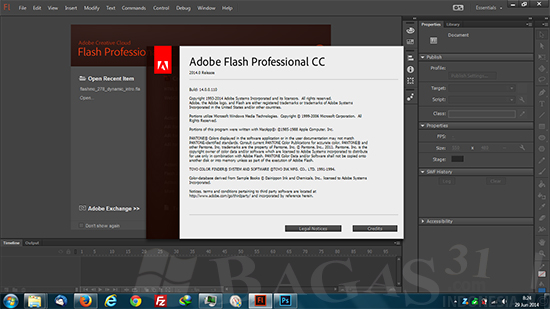 Fl
File Edit View Insert Modify Text Commands Control Debug Window Help
Essentials
Adobe Creative Cloud
Flash Professio
Open Recent Item
Open...
Adobe Exchange >>
Don't show again
Adobe Flash Professional CC
2014.0 Release
Build: 14.0.0.110
Copyright 1993-2014 Adobe Systems Incorporated and its licensors. All rights reserved.
Adobe, the Adobe logo, and Flash are either registered trademarks or trademarks of Adobe Systems
Incorporated in the United States and/or other countries.
Portions utilize Microsoft Windows Media Technologies. Copyright © 1999-2006 Microsoft Corporation. All
Rights Reserved.
Portions of this program were written with MacApp®: ©1985-1988 Apple Computer, Inc.
PANTONE® Colors displayed in the software application or in the user documentation may not match
PANTONE-identified standards. Consult current PANTONE Color Publications for accurate color. PANTONE® and
other Pantone, Inc. trademarks are the property of Pantone, Inc. © Pantone, Inc., 2011. Pantone, Inc. is the
copyright owner of color data and/or software which are licensed to Adobe Systems Incorporated to distribute
for use only in combination with Adobe Flash. PANTONE Color Data and/or Software shall not be copied onto
another disk or into memory unless as part of the execution of Adobe Flash.
TOYO COLOR FINDER® SYSTEM AND SOFTWARE ©TOYO INK MFG. CO., LTD. 1991-1994.
Color-database derived from Sample Books © Dainippon Ink and Chemicals, Inc., licensed to Adobe Systems
Incorporated.
Notices, terms and conditions pertaining to third party software are located at
http://www.adobe.com/go/thirdparty/ and incorporated by reference herein.
Legal Notices
Credits
Properties Library
Document
Publish
Profile:
Publish Settings...
Target:
Script:
Class:
Properties
FPS:
Size:
Stage:
SWF History
Log
Clear
Accessibility
Timeline Output
BAGAS31
Fl
Ps
8:28
29 Jun 2014